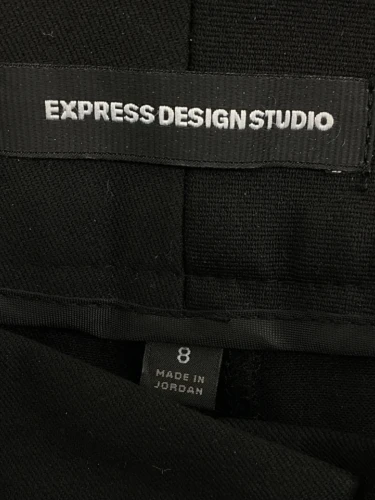 EXPRESS DESIGN STUDIO
8
MADE IN
JORDAN